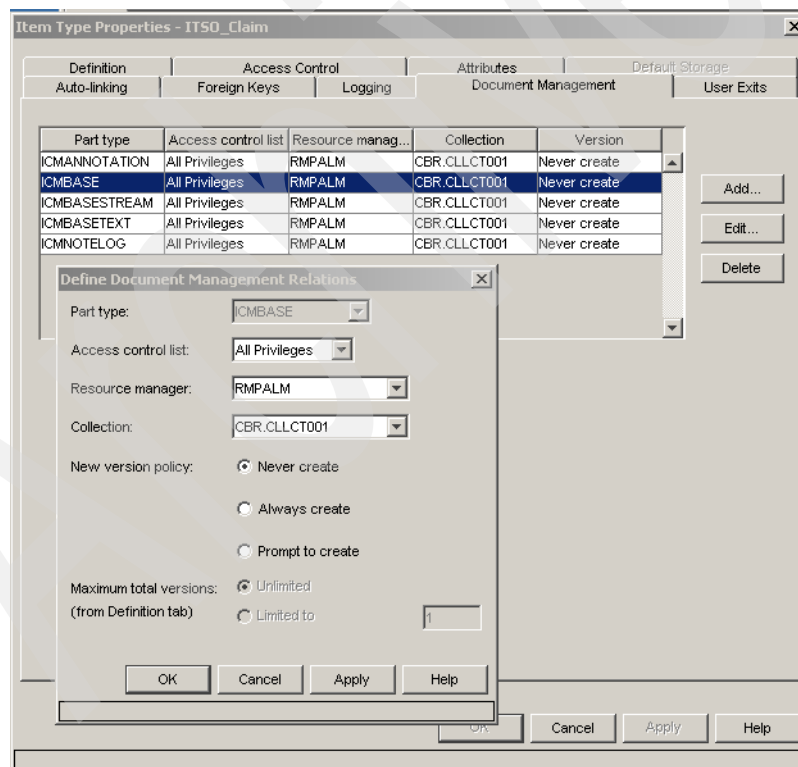 Item Type Properties - ITSO_Claim
Definition Access Control Attributes Default Storage
Auto-linking Foreign Keys Logging Document Management User Exits
Part type Access control list Resource manag... Collection Version
ICMANNOTATION All Privileges RMPALM CBR.CLLCT001 Never create
ICMBASE All Privileges RMPALM CBR.CLLCT001 Never create
ICMBASESTREAM All Privileges RMPALM CBR.CLLCT001 Never create
ICMBASETEXT All Privileges RMPALM CBR.CLLCT001 Never create
ICMNOTELOG All Privileges RMPALM CBR.CLLCT001 Never create
Add...
Edit...
Delete
Define Document Management Relations
Part type: ICMBASE
Access control list: All Privileges
Resource manager: RMPALM
Collection: CBR.CLLCT001
New version policy: Never create
Always create
Prompt to create
Maximum total versions: Unlimited
(from Definition tab) Limited to 1
OK Cancel Apply Help
OK Cancel Apply Help